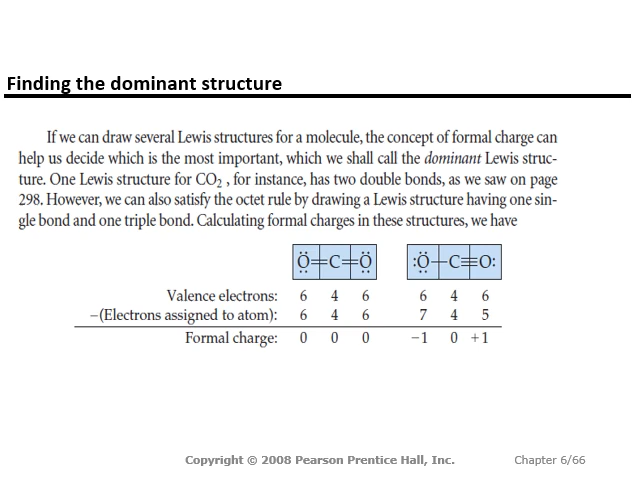 Finding the dominant structure
If we can draw several Lewis structures for a molecule, the concept of formal charge can
help us decide which is the most important, which we shall call the dominant Lewis struc-
ture. One Lewis structure for CO₂ , for instance, has two double bonds, as we saw on page
298. However, we can also satisfy the octet rule by drawing a Lewis structure having one sin-
gle bond and one triple bond. Calculating formal charges in these structures, we have
Ö=C=Ö :Ö—C≡O:
Valence electrons: 6 4 6 6 4 6
−(Electrons assigned to atom): 6 4 6 7 4 5
Formal charge: 0 0 0 −1 0 +1
Copyright © 2008 Pearson Prentice Hall, Inc. Chapter 6/66